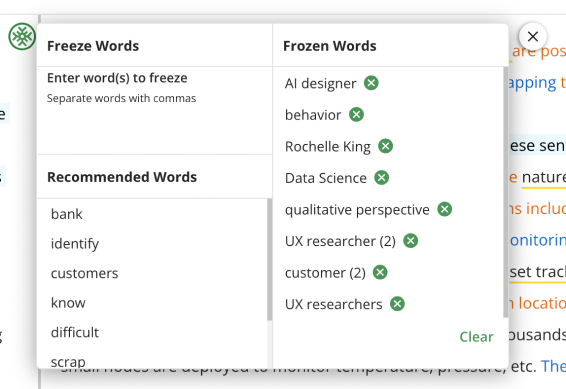 Freeze Words
Enter word(s) to freeze
Separate words with commas
Recommended Words
bank
identify
customers
know
difficult
scrap
Frozen Words
AI designer
behavior
Rochelle King
Data Science
qualitative perspective
UX researcher (2)
customer (2)
UX researchers
Clear
are pos
apping t
ese sen
e nature
ns includ
onitorin
set track
n locatio
ousands
small nodes are deployed to monitor temperature, pressure, etc. The